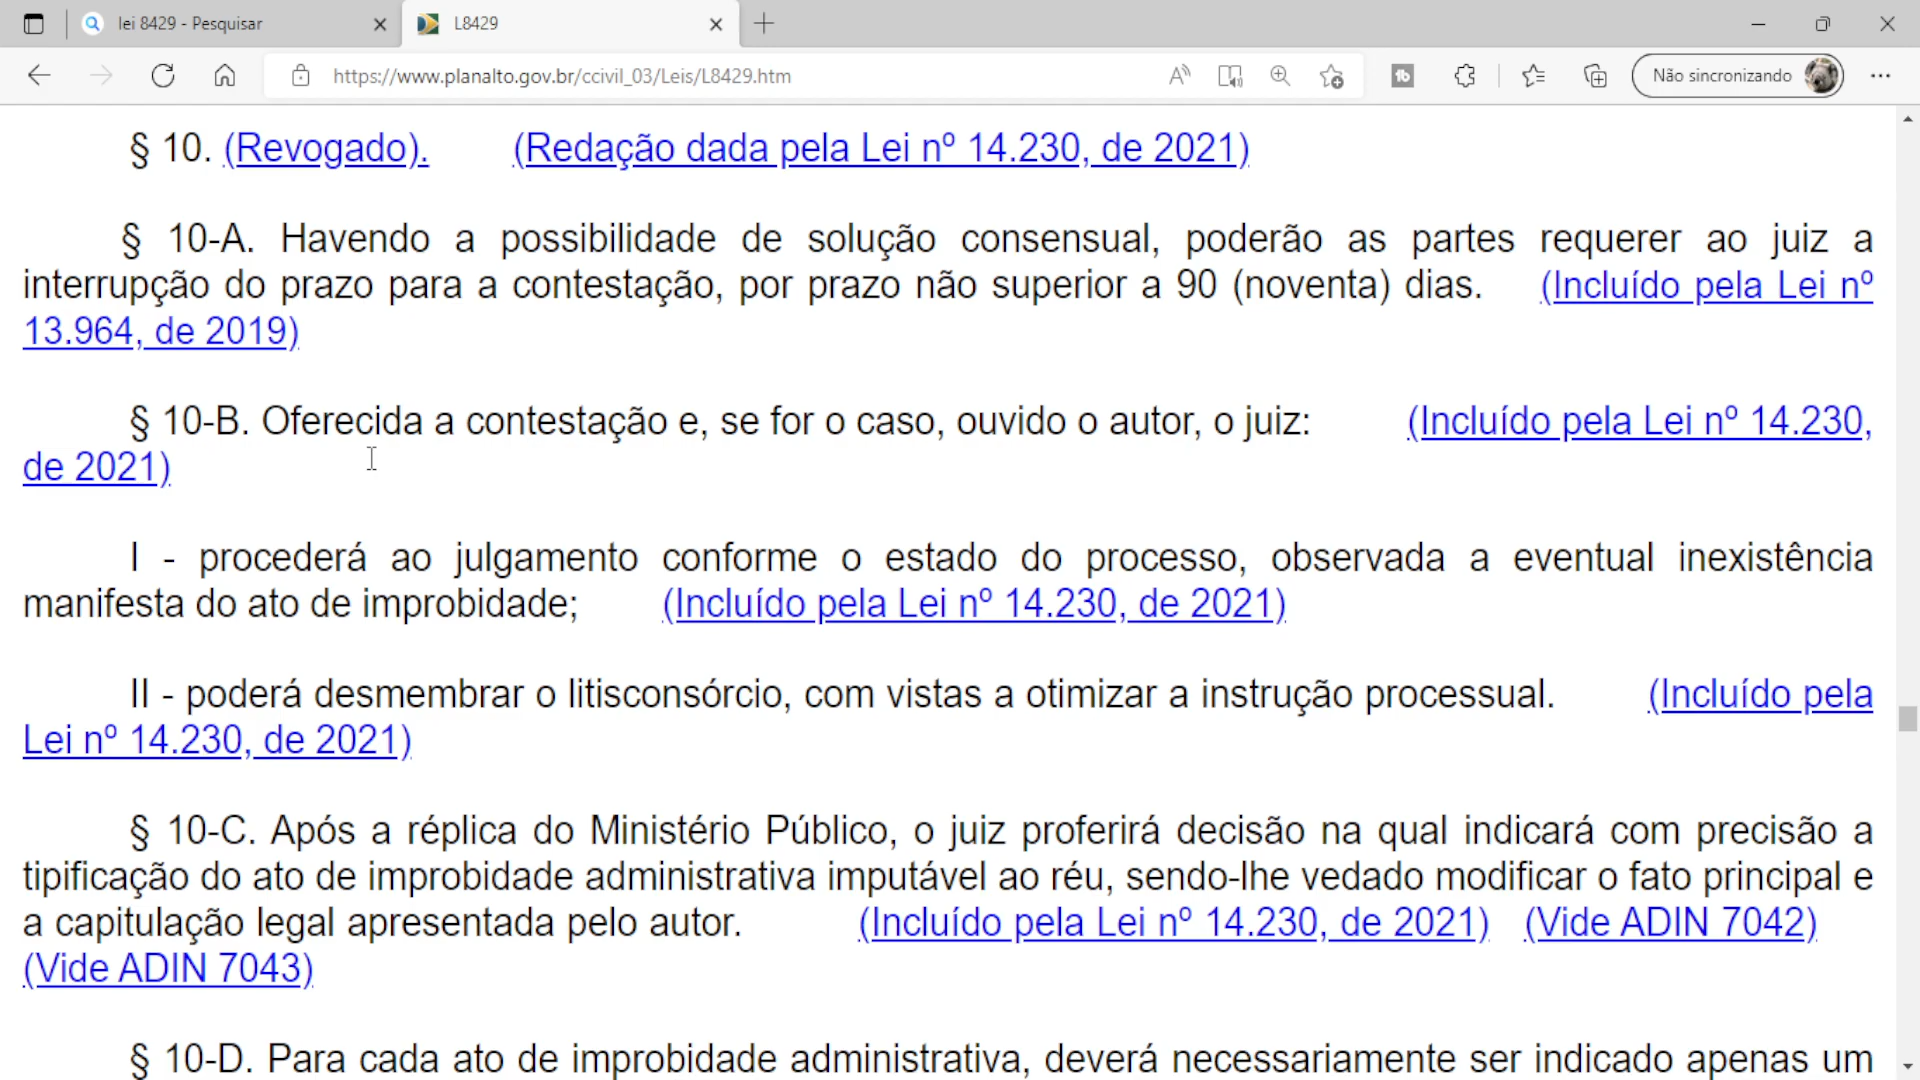 lei 8429 - Pesquisar
L8429
https://www.planalto.gov.br/ccivil_03/Leis/L8429.htm
Não sincronizando
§ 10. (Revogado). (Redação dada pela Lei nº 14.230, de 2021)
§ 10-A. Havendo a possibilidade de solução consensual, poderão as partes requerer ao juiz a
interrupção do prazo para a contestação, por prazo não superior a 90 (noventa) dias. (Incluído pela Lei nº
13.964, de 2019)
§ 10-B. Oferecida a contestação e, se for o caso, ouvido o autor, o juiz: (Incluído pela Lei nº 14.230,
de 2021)
I - procederá ao julgamento conforme o estado do processo, observada a eventual inexistência
manifesta do ato de improbidade; (Incluído pela Lei nº 14.230, de 2021)
II - poderá desmembrar o litisconsórcio, com vistas a otimizar a instrução processual. (Incluído pela
Lei nº 14.230, de 2021)
§ 10-C. Após a réplica do Ministério Público, o juiz proferirá decisão na qual indicará com precisão a
tipificação do ato de improbidade administrativa imputável ao réu, sendo-lhe vedado modificar o fato principal e
a capitulação legal apresentada pelo autor. (Incluído pela Lei nº 14.230, de 2021) (Vide ADIN 7042)
(Vide ADIN 7043)
§ 10-D. Para cada ato de improbidade administrativa, deverá necessariamente ser indicado apenas um